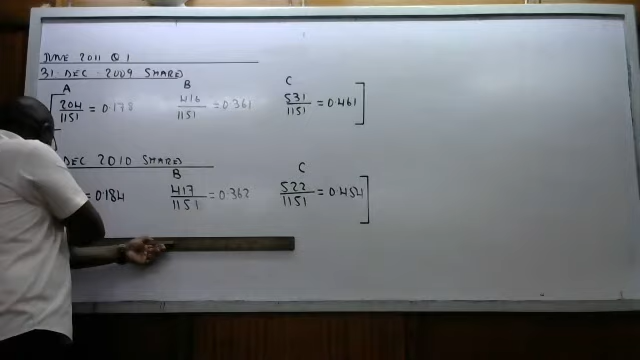 JUNE 2011 Q1
31 DEC 2009 SHARE
A B C
204/1151 = 0.178 416/1151 = 0.361 531/1151 = 0.461
DEC 2010 SHARE
B C
= 0.184 417/1151 = 0.362 522/1151 = 0.454